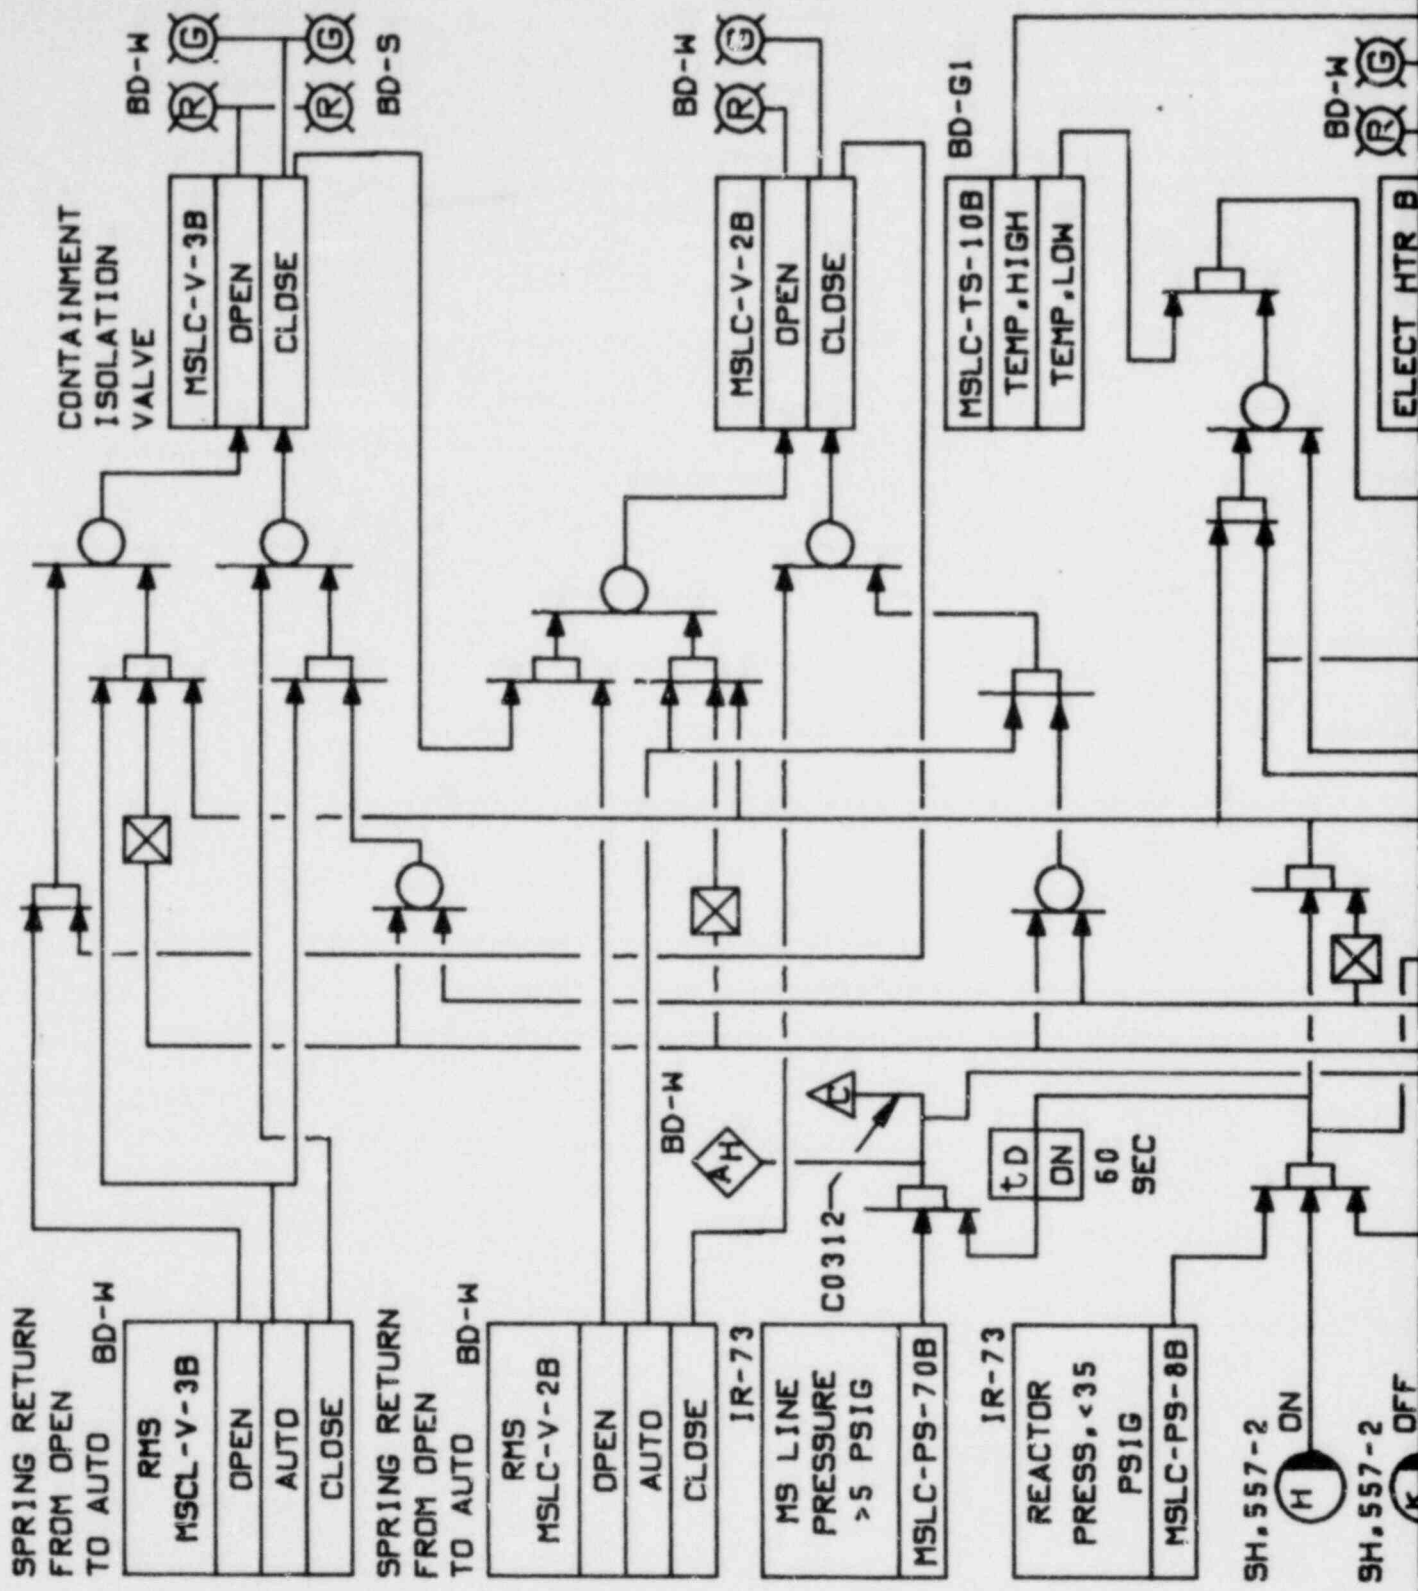 SPRING RETURN
FROM OPEN
TO AUTO BD-W
RMS
MSCL-V-3B
OPEN
AUTO
CLOSE
CONTAINMENT
ISOLATION
VALVE
MSLC-V-3B
OPEN
CLOSE
BD-W
R
G
R
G
BD-S
SPRING RETURN
FROM OPEN
TO AUTO BD-W
RMS
MSLC-V-2B
OPEN
AUTO
CLOSE
MSLC-V-2B
OPEN
CLOSE
BD-W
R
G
IR-73
MS LINE
PRESSURE
>5 PSIG
MSLC-PS-70B
C0312
BD-W
AH
C
MSLC-TS-10B
TEMP.HIGH
TEMP.LOW
BD-G1
IR-73
REACTOR
PRESS.<35
PSIG
MSLC-PS-8B
tD
ON
60
SEC
SH.557-2
H
ON
SH.557-2
K
OFF
ELECT HTR B
BD-W
R
G